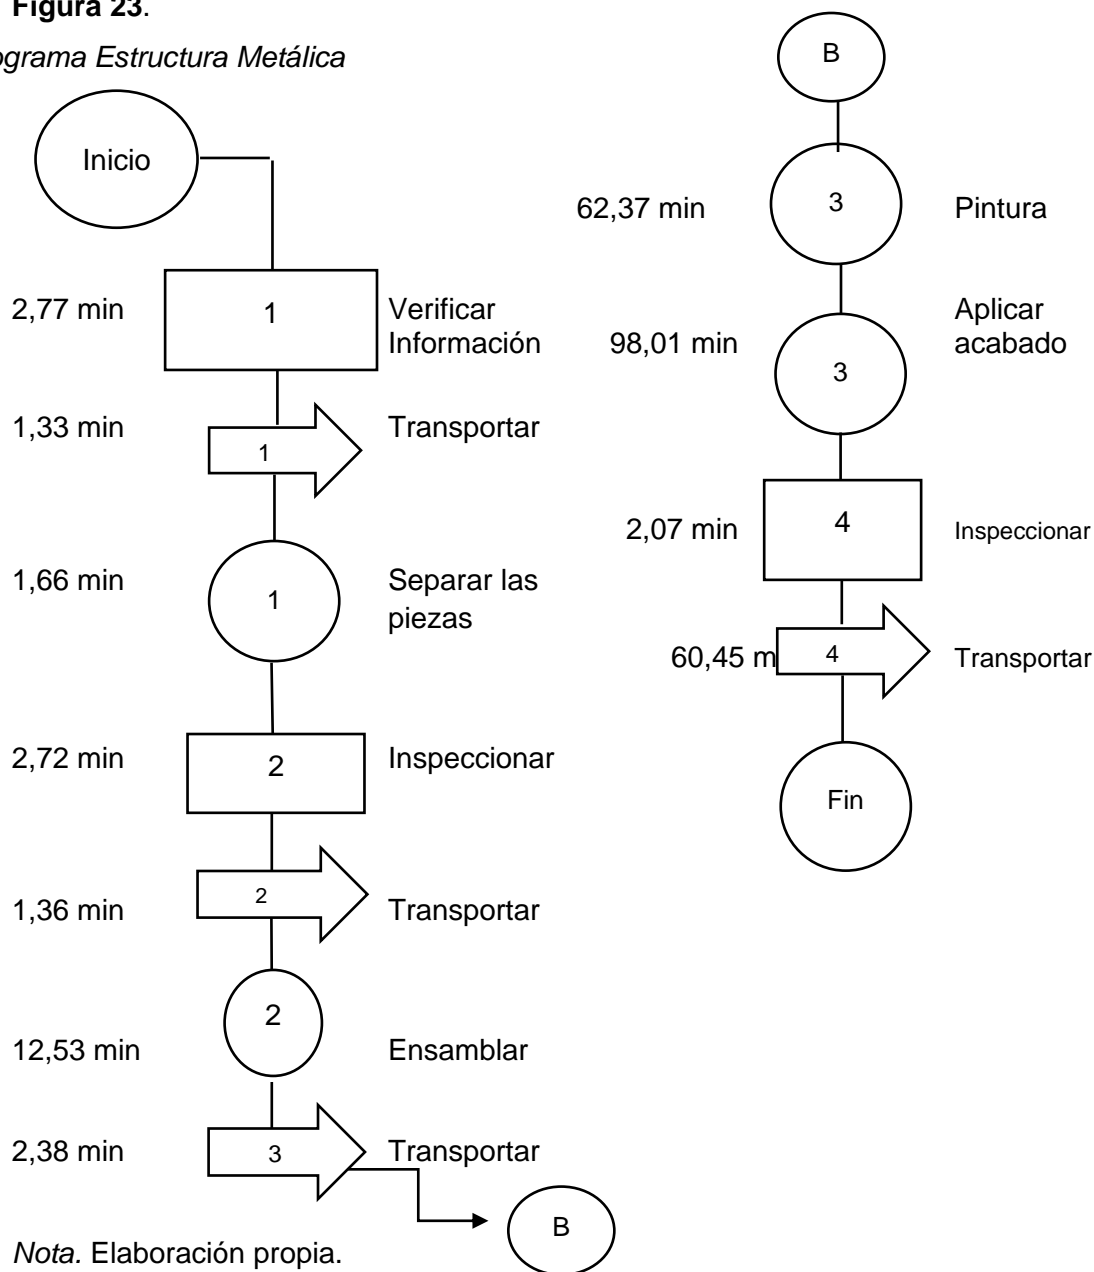 Figura 23.
ograma Estructura Metálica
Inicio
2,77 min
1
Verificar
Información
1,33 min
1
Transportar
1,66 min
1
Separar las
piezas
2,72 min
2
Inspeccionar
1,36 min
2
Transportar
12,53 min
2
Ensamblar
2,38 min
3
Transportar
B
Nota. Elaboración propia.
B
62,37 min
3
Pintura
98,01 min
3
Aplicar
acabado
2,07 min
4
Inspeccionar
60,45 m
4
Transportar
Fin